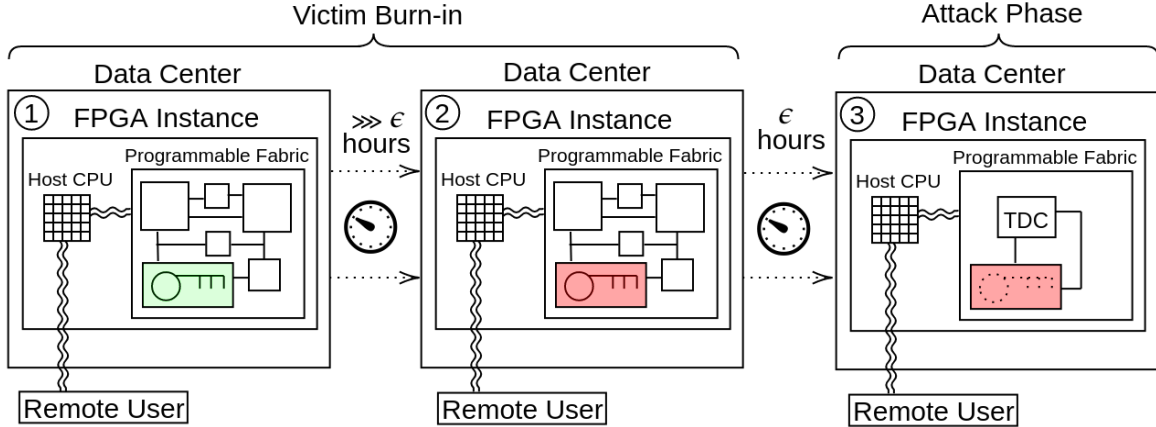 Victim Burn-in
Attack Phase
Data Center
① FPGA Instance
Programmable Fabric
Host CPU
Remote User
⋙ ϵ
hours
Data Center
② FPGA Instance
Programmable Fabric
Host CPU
Remote User
ϵ
hours
Data Center
③ FPGA Instance
Programmable Fabric
Host CPU
TDC
Remote User